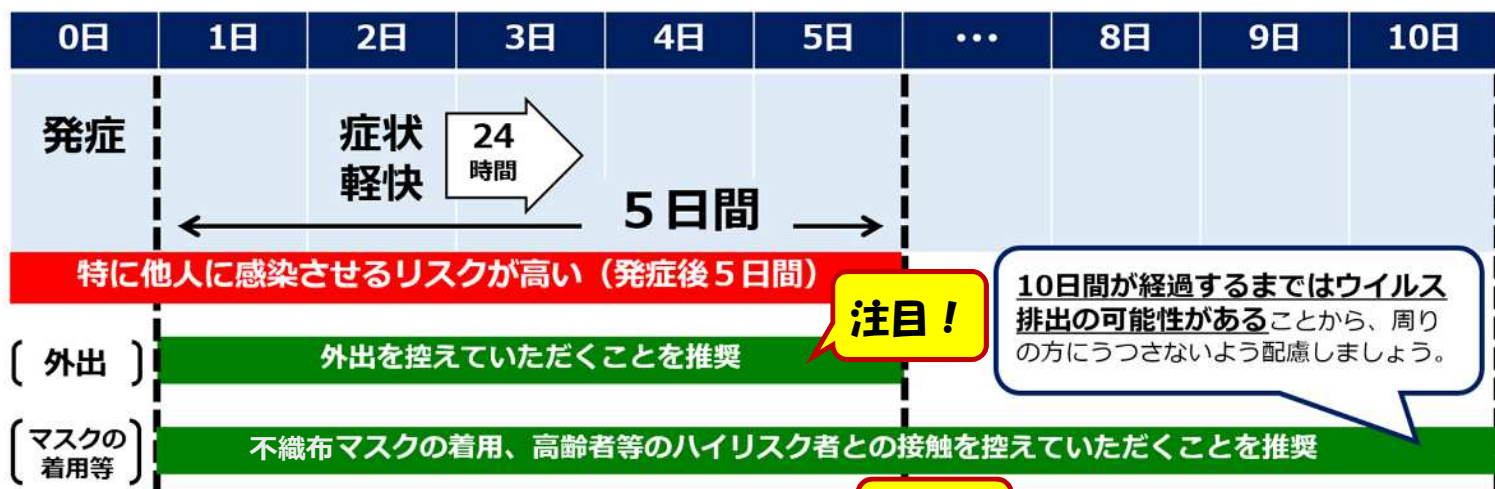 0日 1日 2日 3日 4日 5日 ・・・ 8日 9日 10日
発症
症状
軽快
24
時間
5日間
特に他人に感染させるリスクが高い（発症後5日間）
注目！
10日間が経過するまではウイルス
排出の可能性があることから、周り
の方にうつさないよう配慮しましょう。
〔外出〕
外出を控えていただくことを推奨
〔マスクの
着用等〕
不織布マスクの着用、高齢者等のハイリスク者との接触を控えていただくことを推奨